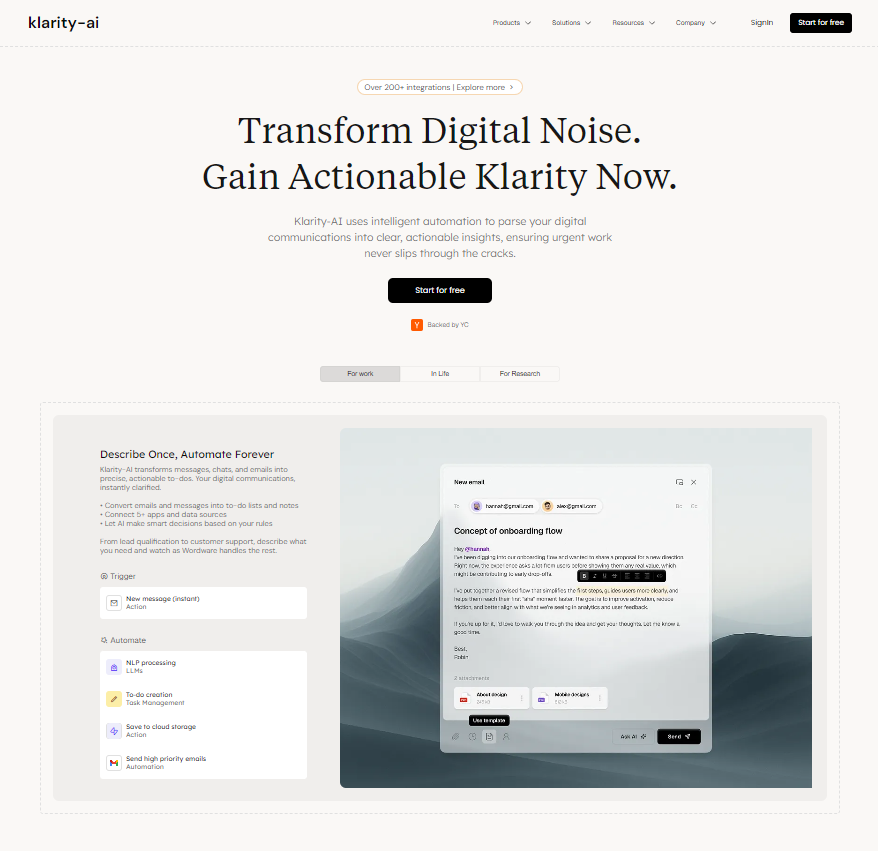 klarity-ai
Products Solutions Resources Company SignIn Start for free
Over 200+ integrations | Explore more >
Transform Digital Noise.
Gain Actionable Klarity Now.
Klarity-AI uses intelligent automation to parse your digital
communications into clear, actionable insights, ensuring urgent work
never slips through the cracks.
Start for free
Y Backed by YC
For work In Life For Research
Describe Once, Automate Forever
Klarity-AI transforms messages, chats, and emails into
precise, actionable to-dos. Your digital communications,
instantly clarified.
• Convert emails and messages into to-do lists and notes
• Connect 5+ apps and data sources
• Let AI make smart decisions based on your rules
From lead qualification to customer support, describe what
you need and watch as Wordware handles the rest.
Trigger
New message (instant)
Action
Automate
NLP processing
LLMs
To-do creation
Task Management
Save to cloud storage
Action
Send high priority emails
Automation
New email
To hannah@gmail.com alex@gmail.com Bc Cc
Concept of onboarding flow
Hey @hannah,
I've been digging into our onboarding flow and wanted to share a proposal for a new direction.
Right now, the experience asks a lot from users before showing them any real value, which
might be contributing to early drop-offs.
B I U S
I've put together a revised flow that simplifies the first steps, guides users more clearly, and
helps them reach first "aha" moment faster. The goal is to improve activation, reduce
friction, and better align with what we're seeing in analytics and user feedback.
If you're up for it, I'd love to walk you through the idea and get your thoughts. Let me know a
good time.
Best,
Robin
2 attachments
About design
Mobile designs
Use template
Ask AI Send